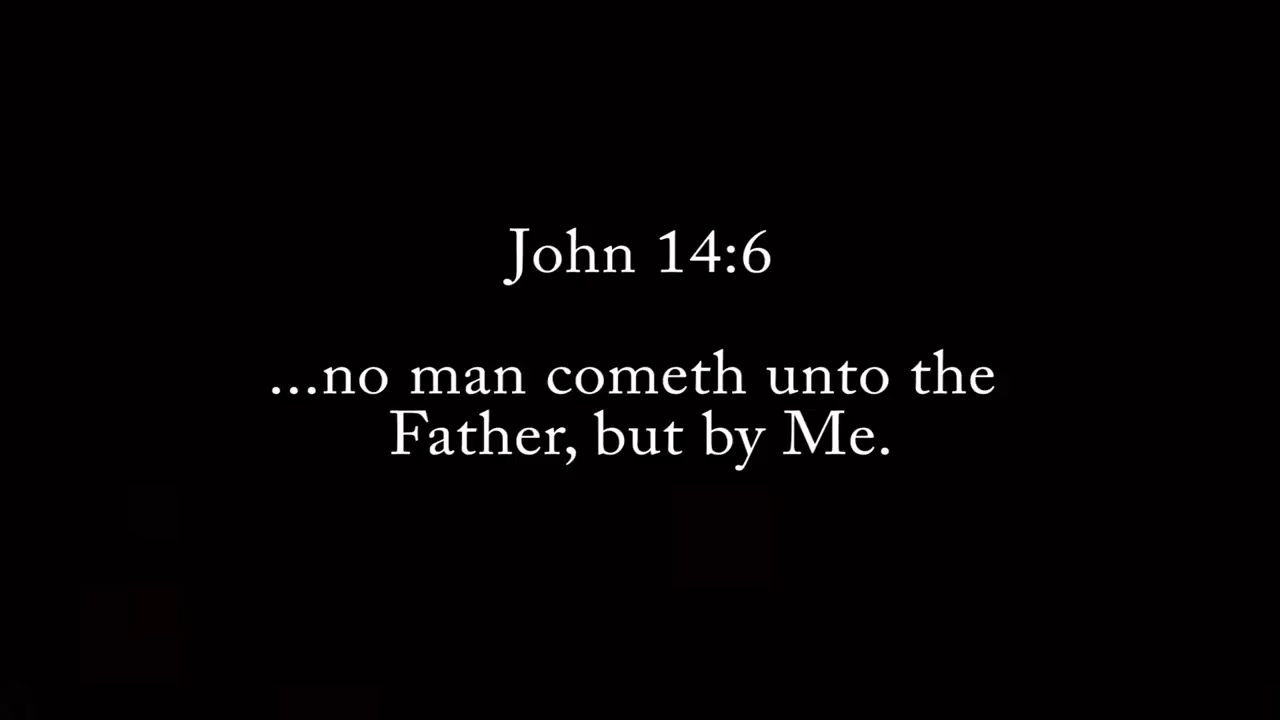 John 14:6
...no man cometh unto the
Father, but by Me.